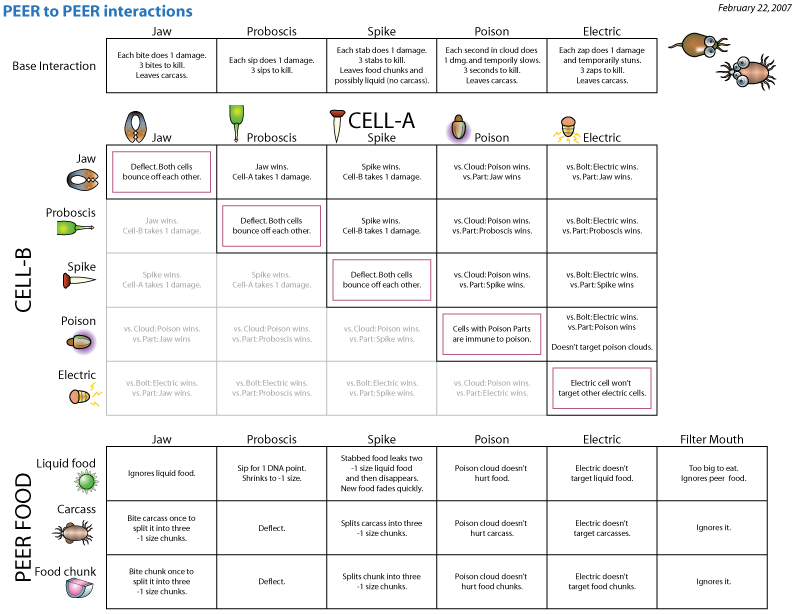 PEER to PEER interactions
February 22, 2007
Jaw
Proboscis
Spike
Poison
Electric
Base Interaction
Each bite does 1 damage.
3 bites to kill.
Leaves carcass.
Each sip does 1 damage.
3 sips to kill.
Each stab does 1 damage.
3 stabs to kill.
Leaves food chunks and
possibly liquid (no carcass).
Each second in cloud does
1 dmg. and temporily slows.
3 seconds to kill.
Leaves carcass.
Each zap does 1 damage
and temporarily stuns.
3 zaps to kill.
Leaves carcass.
CELL-A
Jaw
Proboscis
Spike
Poison
Electric
CELL-B
Jaw
Deflect. Both cells
bounce off each other.
Jaw wins.
Cell-A takes 1 damage.
Spike wins.
Cell-B takes 1 damage.
vs. Cloud: Poison wins.
vs. Part: Jaw wins
vs. Bolt: Electric wins.
vs. Part: Jaw wins.
Proboscis
Jaw wins.
Cell-B takes 1 damage.
Deflect. Both cells
bounce off each other.
Spike wins.
Cell-B takes 1 damage.
vs. Cloud: Poison wins.
vs. Part: Proboscis wins.
vs. Bolt: Electric wins.
vs. Part: Proboscis wins.
Spike
Spike wins.
Cell-A takes 1 damage.
Spike wins.
Cell-A takes 1 damage.
Deflect. Both cells
bounce off each other.
vs. Cloud: Poison wins.
vs. Part: Spike wins.
vs. Bolt: Electric wins.
vs. Part: Spike wins
Poison
vs. Cloud: Poison wins.
vs. Part: Jaw wins
vs. Cloud: Poison wins.
vs. Part: Proboscis wins.
vs. Cloud: Poison wins.
vs. Part: Spike wins.
Cells with Poison Parts
are immune to poison.
vs. Bolt: Electric wins.
vs. Part: Poison wins
Doesn't target poison clouds.
Electric
vs. Bolt: Electric wins.
vs. Part: Jaw wins.
vs. Bolt: Electric wins.
vs. Part: Proboscis wins.
vs. Bolt: Electric wins.
vs. Part: Spike wins.
vs. Cloud: Poison wins.
vs. Part: Electric wins.
Electric cell won't
target other electric cells.
Jaw
Proboscis
Spike
Poison
Electric
Filter Mouth
PEER FOOD
Liquid food
Ignores liquid food.
Sip for 1 DNA point.
Shrinks to -1 size.
Stabbed food leaks two
-1 size liquid food
and then disappears.
New food fades quickly.
Poison cloud doesn't
hurt food.
Electric doesn't
target liquid food.
Too big to eat.
Ignores peer food.
Carcass
Bite carcass once to
split it into three
-1 size chunks.
Deflect.
Splits carcass into three
-1 size chunks.
Poison cloud doesn't
hurt carcass.
Electric doesn't
target carcasses.
Ignores it.
Food chunk
Bite chunk once to
split it into three
-1 size chunks.
Deflect.
Splits chunk into three
-1 size chunks.
Poison cloud doesn't
hurt food chunks.
Electric doesn't
target food chunks.
Ignores it.